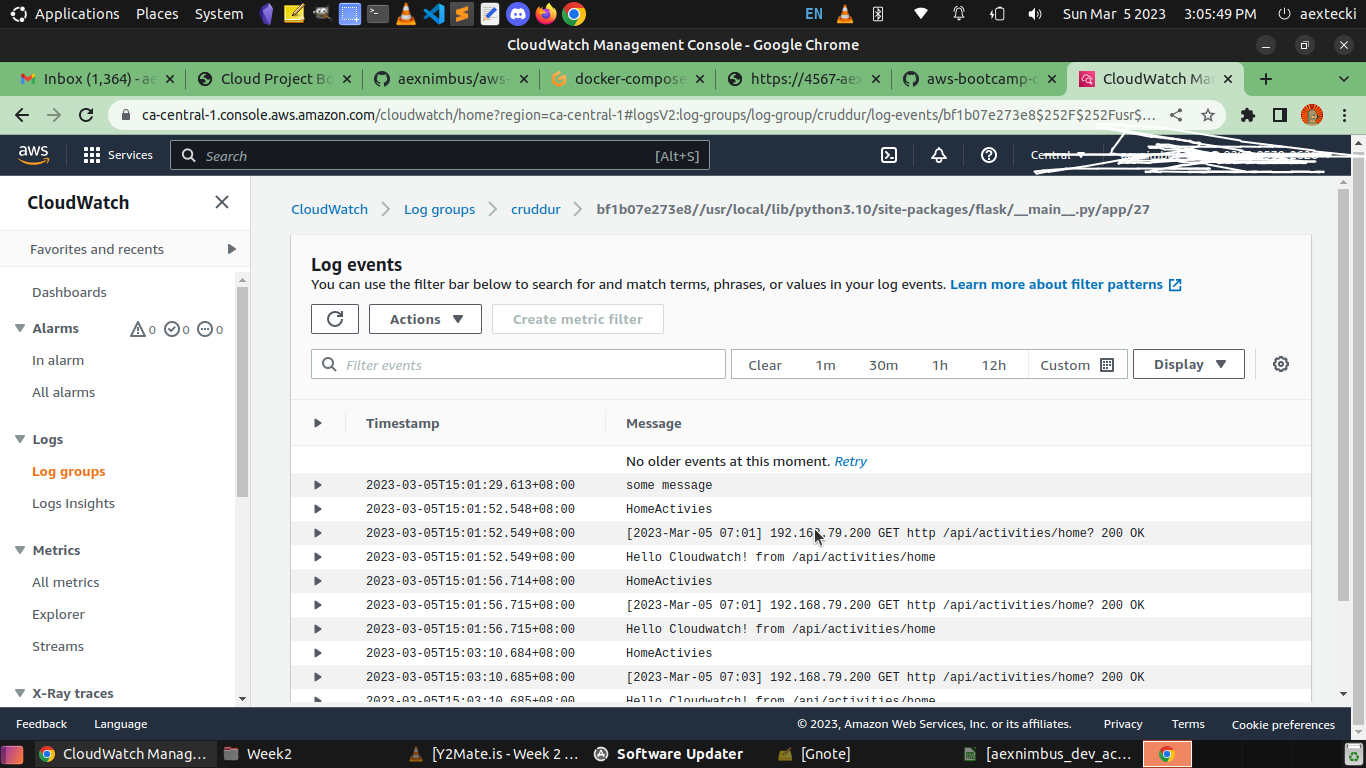 Applications Places System EN Sun Mar 5 2023 3:05:49 PM aextecki
CloudWatch Management Console - Google Chrome
Inbox (1,364) - ae Cloud Project Bo aexnimbus/aws- docker-compose https://4567-aex aws-bootcamp-c CloudWatch Ma
ca-central-1.console.aws.amazon.com/cloudwatch/home?region=ca-central-1#logsV2:log-groups/log-group/cruddur/log-events/bf1b07e273e8$252F$252Fusr$...
aws Services Search [Alt+S] Central
CloudWatch
Favorites and recents
Dashboards
Alarms 0 0 0
In alarm
All alarms
Logs
Log groups
Logs Insights
Metrics
All metrics
Explorer
Streams
X-Ray traces
CloudWatch Log groups cruddur bf1b07e273e8//usr/local/lib/python3.10/site-packages/flask/__main__.py/app/27
Log events
You can use the filter bar below to search for and match terms, phrases, or values in your log events. Learn more about filter patterns
Actions Create metric filter
Filter events Clear 1m 30m 1h 12h Custom Display
Timestamp Message
No older events at this moment. Retry
2023-03-05T15:01:29.613+08:00 some message
2023-03-05T15:01:52.548+08:00 HomeActivies
2023-03-05T15:01:52.549+08:00 [2023-Mar-05 07:01] 192.168.79.200 GET http /api/activities/home? 200 OK
2023-03-05T15:01:52.549+08:00 Hello Cloudwatch! from /api/activities/home
2023-03-05T15:01:56.714+08:00 HomeActivies
2023-03-05T15:01:56.715+08:00 [2023-Mar-05 07:01] 192.168.79.200 GET http /api/activities/home? 200 OK
2023-03-05T15:01:56.715+08:00 Hello Cloudwatch! from /api/activities/home
2023-03-05T15:03:10.684+08:00 HomeActivies
2023-03-05T15:03:10.685+08:00 [2023-Mar-05 07:03] 192.168.79.200 GET http /api/activities/home? 200 OK
2023-03-05T15:03:10.685+08:00 Hello Cloudwatch! from /api/activities/home
Feedback Language © 2023, Amazon Web Services, Inc. or its affiliates. Privacy Terms Cookie preferences
CloudWatch Manag... Week2 [Y2Mate.is - Week 2 ... Software Updater [Gnote] [aexnimbus_dev_ac...